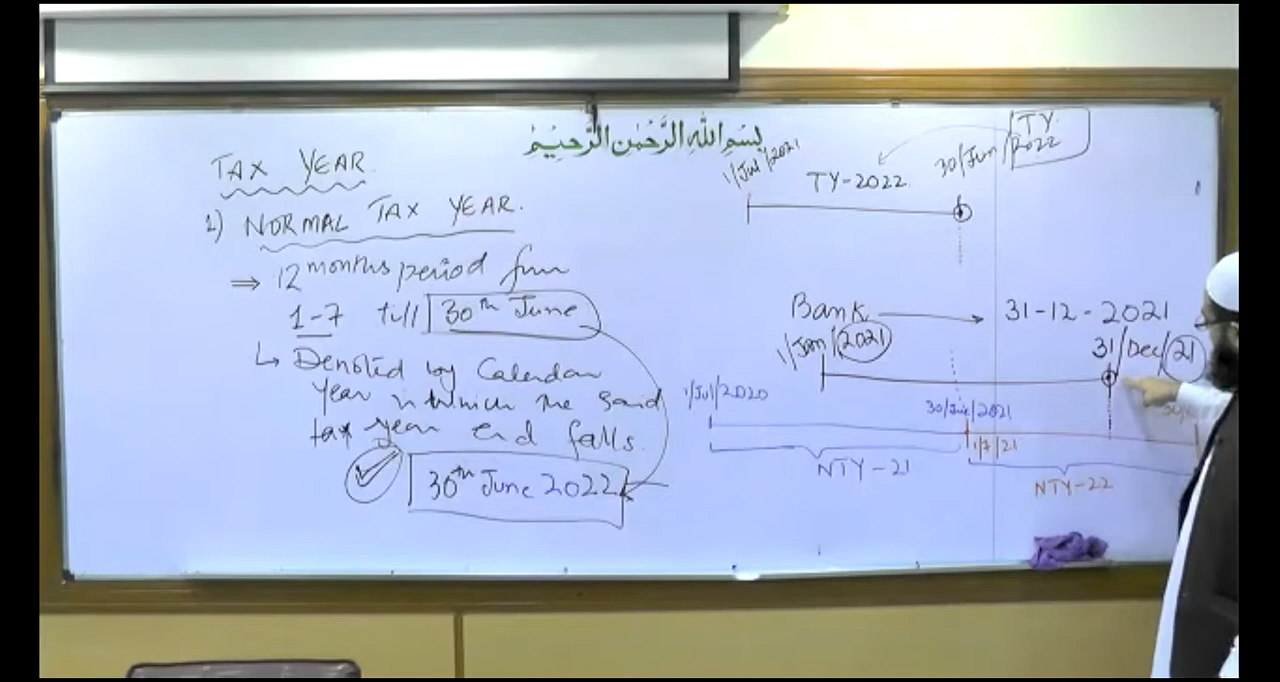 بِسْمِ اللهِ الرَّحْمٰنِ الرَّحِيْمِ
TAX YEAR
1) NORMAL TAX YEAR.
⇒ 12 months period from
1-7 till 30th June
↳ Denoted by Calendar
Year in which the said
tax year end falls.
30th June 2022
1/Jul/2021
TY-2022
30/Jun/2022
TY
Bank → 31-12-2021
1/Jan/2021
31/Dec/21
1/Jul/2020
30/Jun/2021
1/7/21
NTY-21
NTY-22